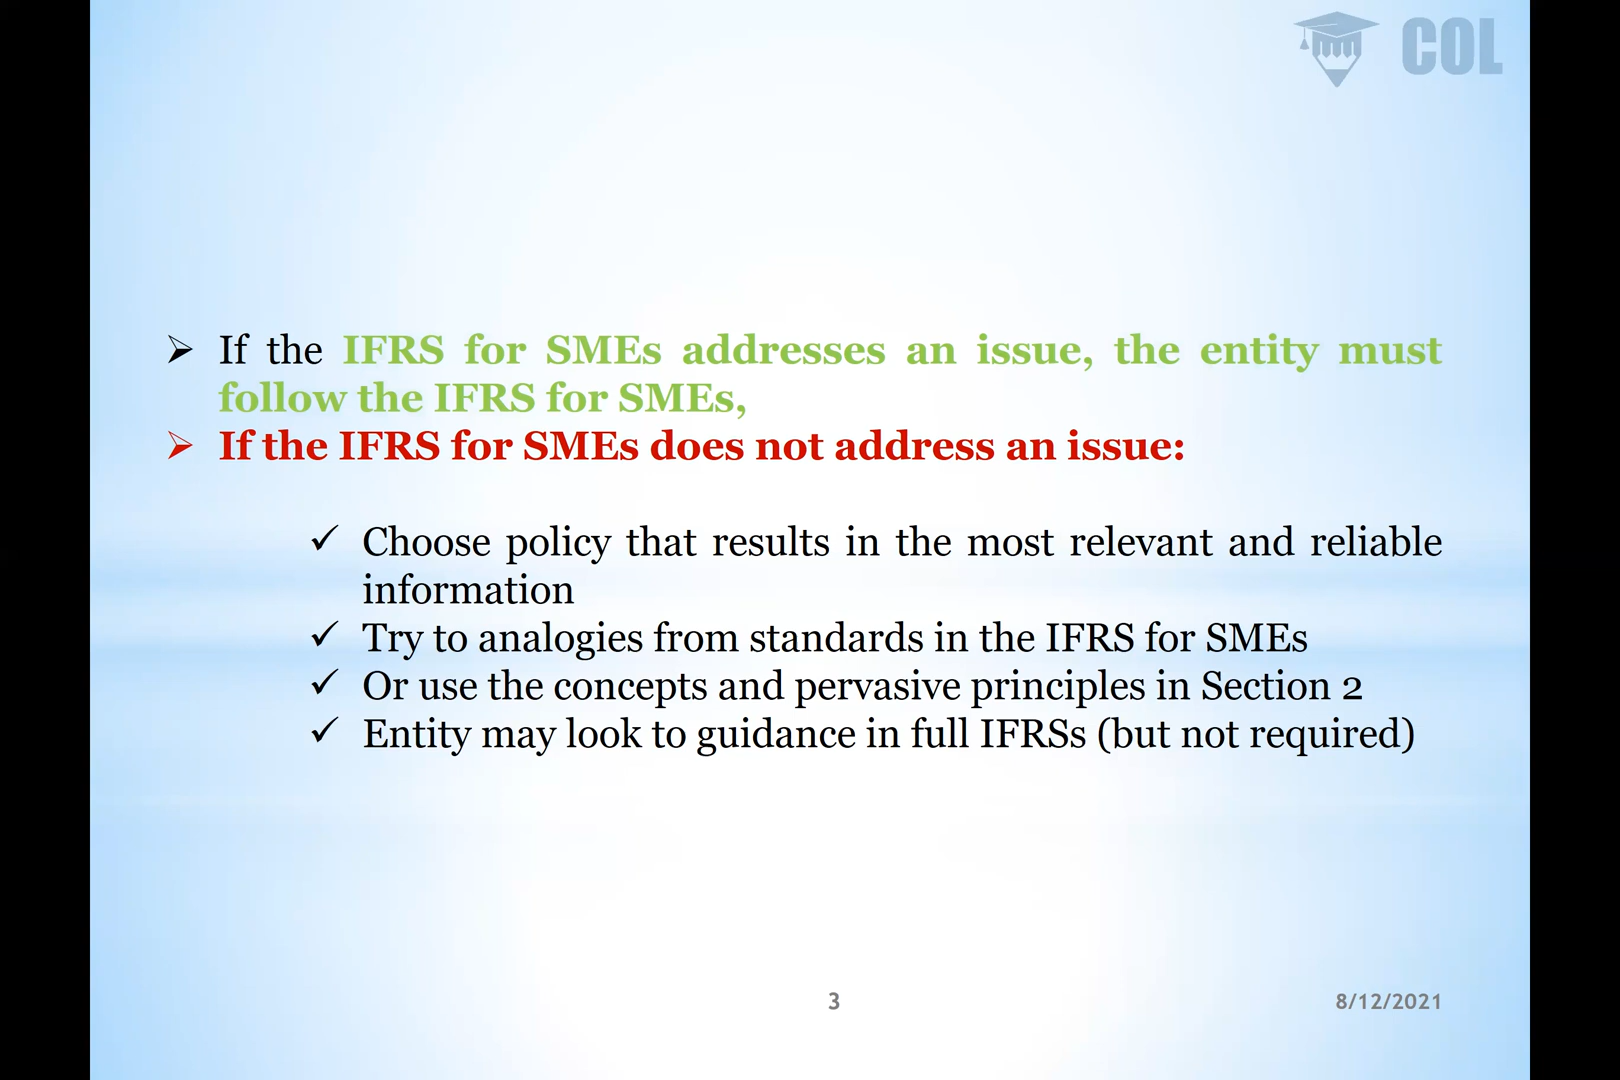 COL
➢ If the IFRS for SMEs addresses an issue, the entity must
follow the IFRS for SMEs,
➢ If the IFRS for SMEs does not address an issue:
✓ Choose policy that results in the most relevant and reliable
information
✓ Try to analogies from standards in the IFRS for SMEs
✓ Or use the concepts and pervasive principles in Section 2
✓ Entity may look to guidance in full IFRSs (but not required)
3 8/12/2021